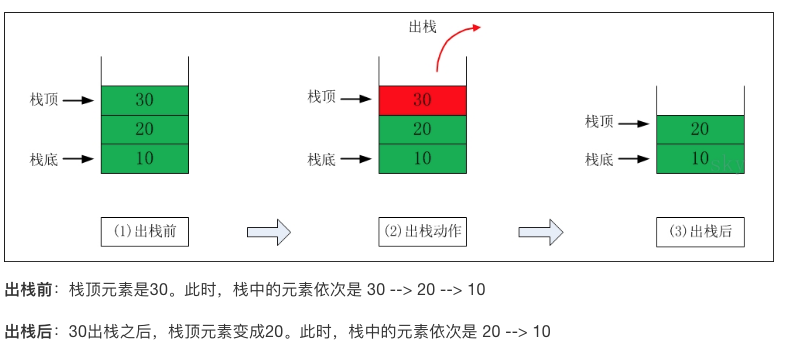 出栈
栈顶 30
20
栈底 10
栈顶 30
20
栈底 10
栈顶 20
栈底 10
(1)出栈前
(2)出栈动作
(3)出栈后
出栈前：栈顶元素是30。此时，栈中的元素依次是 30 --> 20 --> 10
出栈后：30出栈之后，栈顶元素变成20。此时，栈中的元素依次是 20 --> 10